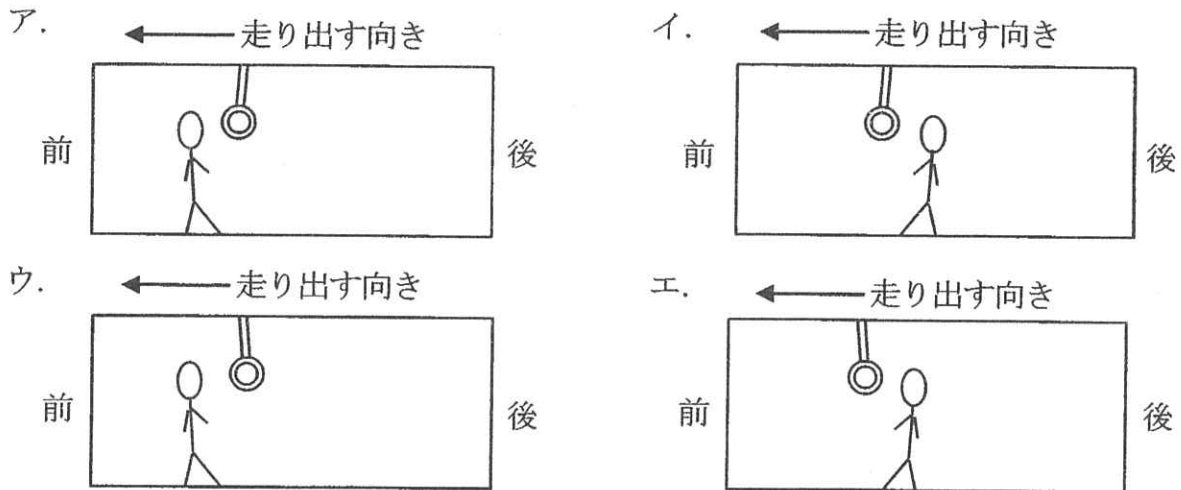 ア. 走り出す向き
前 後
イ. 走り出す向き
前 後
ウ. 走り出す向き
前 後
エ. 走り出す向き
前 後